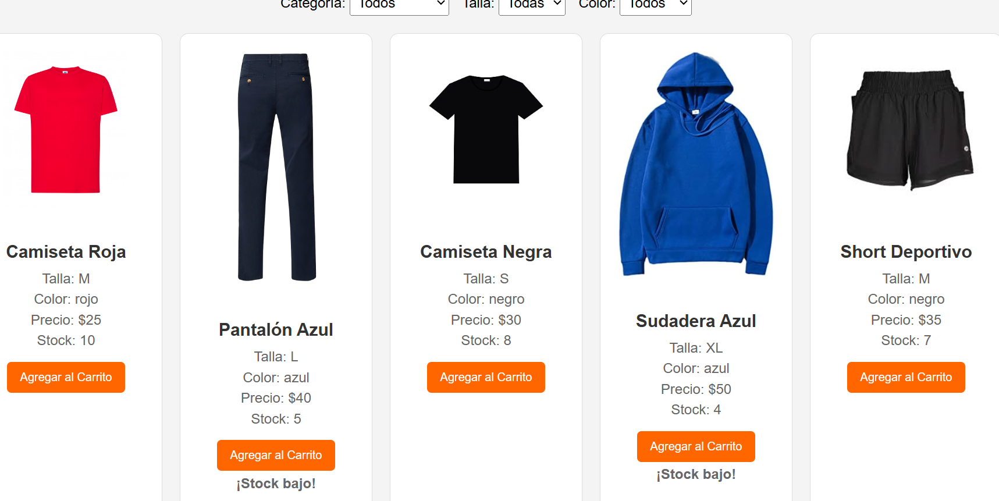 Categoría: Todos Talla: Todas Color: Todos
Camiseta Roja
Talla: M
Color: rojo
Precio: $25
Stock: 10
Agregar al Carrito
Pantalón Azul
Talla: L
Color: azul
Precio: $40
Stock: 5
Agregar al Carrito
¡Stock bajo!
Camiseta Negra
Talla: S
Color: negro
Precio: $30
Stock: 8
Agregar al Carrito
Sudadera Azul
Talla: XL
Color: azul
Precio: $50
Stock: 4
Agregar al Carrito
¡Stock bajo!
Short Deportivo
Talla: M
Color: negro
Precio: $35
Stock: 7
Agregar al Carrito